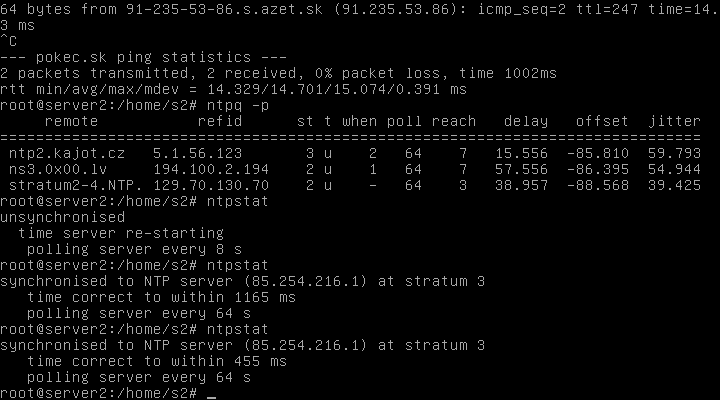 64 bytes from 91-235-53-86.s.azet.sk (91.235.53.86): icmp_seq=2 ttl=247 time=14.
3 ms
^C
--- pokec.sk ping statistics ---
2 packets transmitted, 2 received, 0% packet loss, time 1002ms
rtt min/avg/max/mdev = 14.329/14.701/15.074/0.391 ms
root@server2:/home/s2# ntpq -p
     remote           refid      st t when poll reach   delay   offset  jitter
==============================================================================
 ntp2.kajot.cz   5.1.56.123       3 u    2   64    7   15.556  -85.810  59.793
 ns3.0x00.lv     194.100.2.194    2 u    1   64    7   57.556  -86.395  54.944
 stratum2-4.NTP. 129.70.130.70    2 u    -   64    3   38.957  -88.568  39.425
root@server2:/home/s2# ntpstat
unsynchronised
  time server re-starting
   polling server every 8 s
root@server2:/home/s2# ntpstat
synchronised to NTP server (85.254.216.1) at stratum 3
   time correct to within 1165 ms
   polling server every 64 s
root@server2:/home/s2# ntpstat
synchronised to NTP server (85.254.216.1) at stratum 3
   time correct to within 455 ms
   polling server every 64 s
root@server2:/home/s2# _